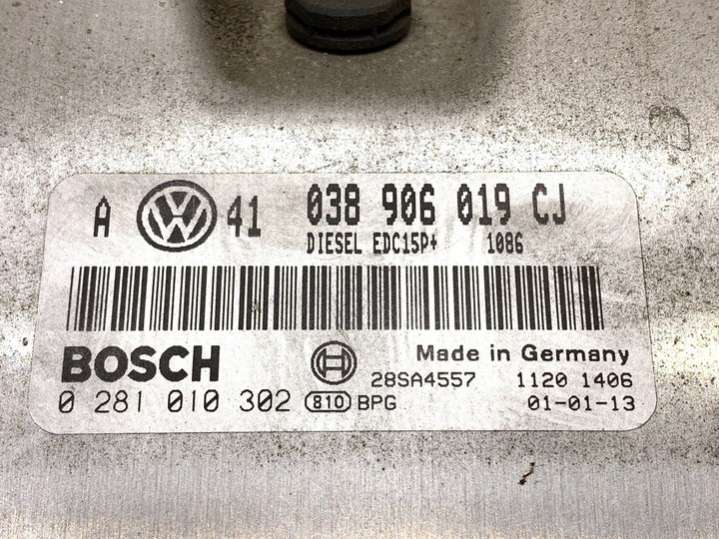 A VW 41 038 906 019 CJ
DIESEL EDC15P+ 1086
BOSCH Made in Germany
28SA4557 1120 1406
0 281 010 302 810 BPG 01-01-13